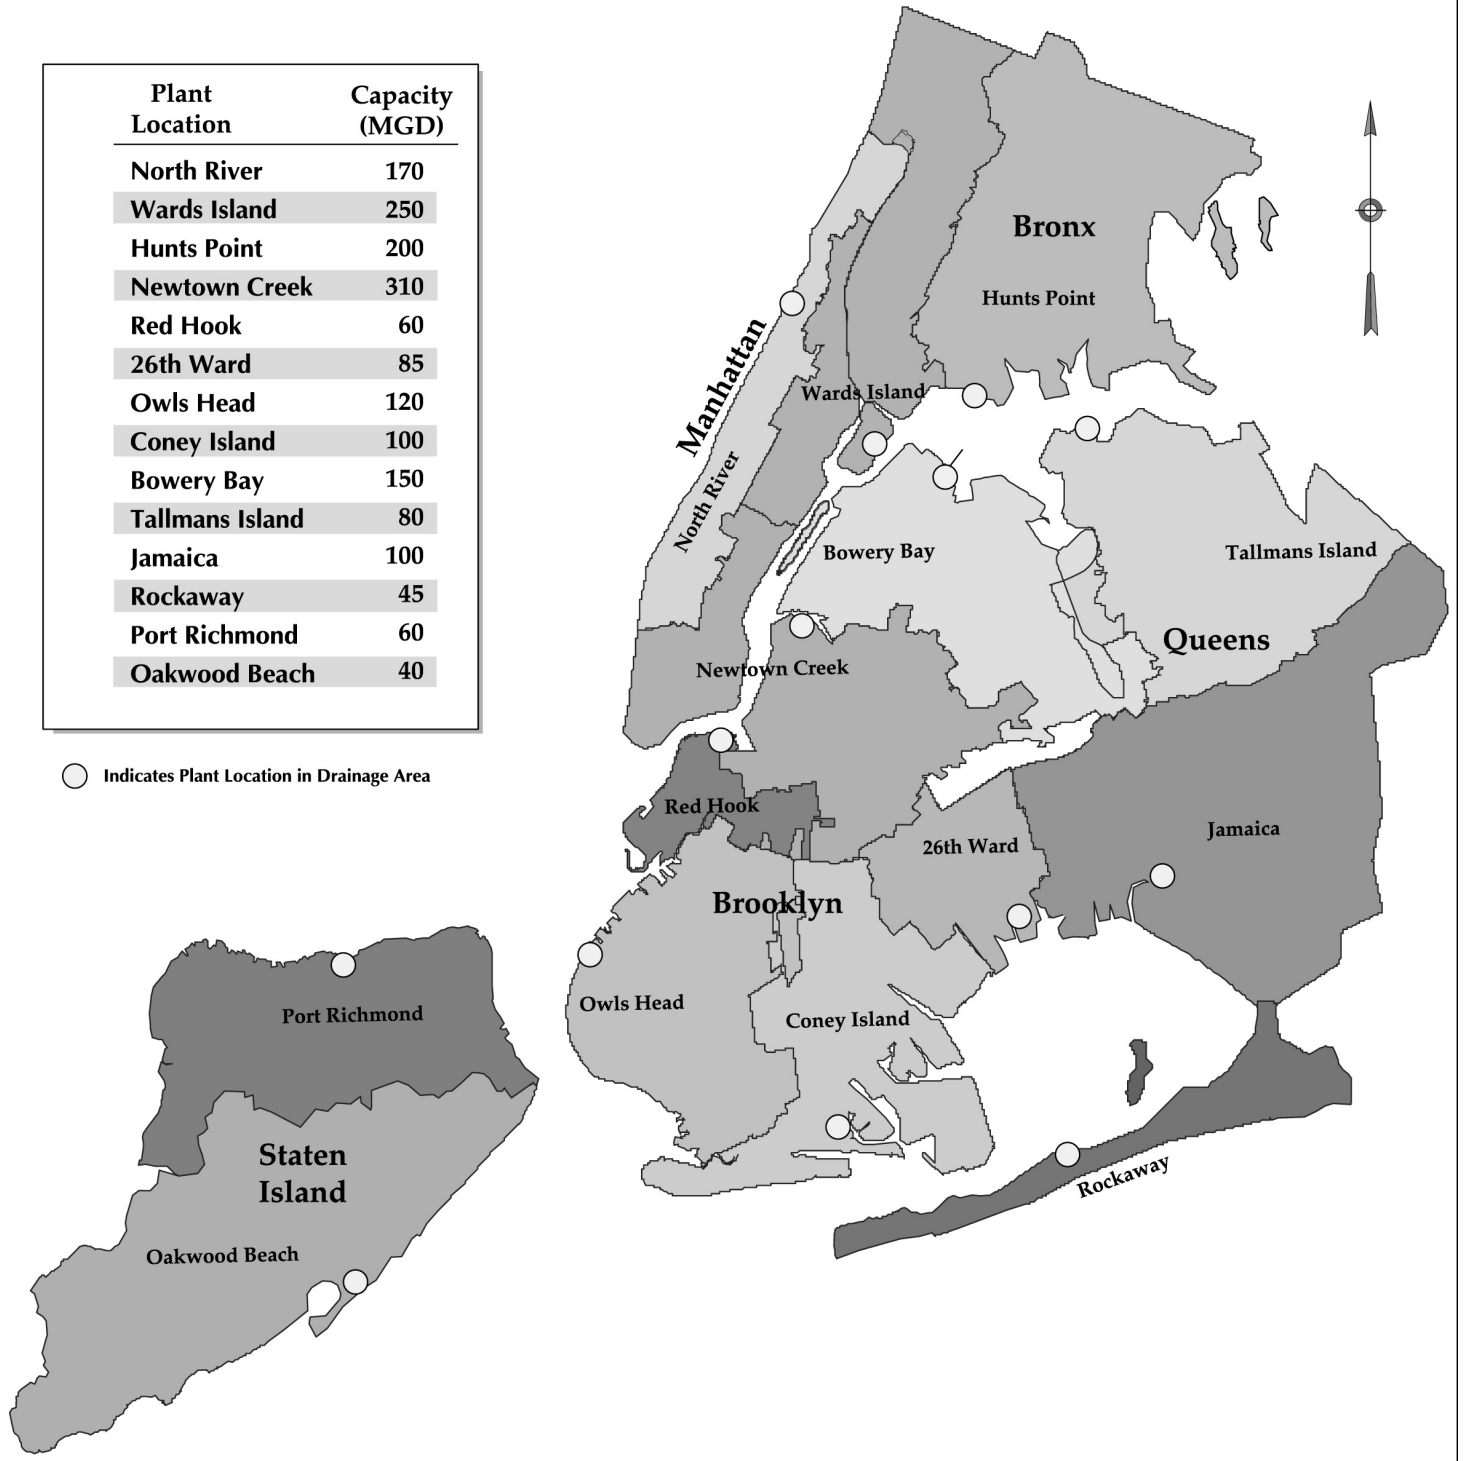 Plant Location
Capacity (MGD)
North River 170
Wards Island 250
Hunts Point 200
Newtown Creek 310
Red Hook 60
26th Ward 85
Owls Head 120
Coney Island 100
Bowery Bay 150
Tallmans Island 80
Jamaica 100
Rockaway 45
Port Richmond 60
Oakwood Beach 40
Indicates Plant Location in Drainage Area
Bronx
Hunts Point
Manhattan
Wards Island
North River
Bowery Bay
Tallmans Island
Queens
Newtown Creek
Red Hook
26th Ward
Jamaica
Brooklyn
Owls Head
Coney Island
Port Richmond
Staten
Island
Rockaway
Oakwood Beach